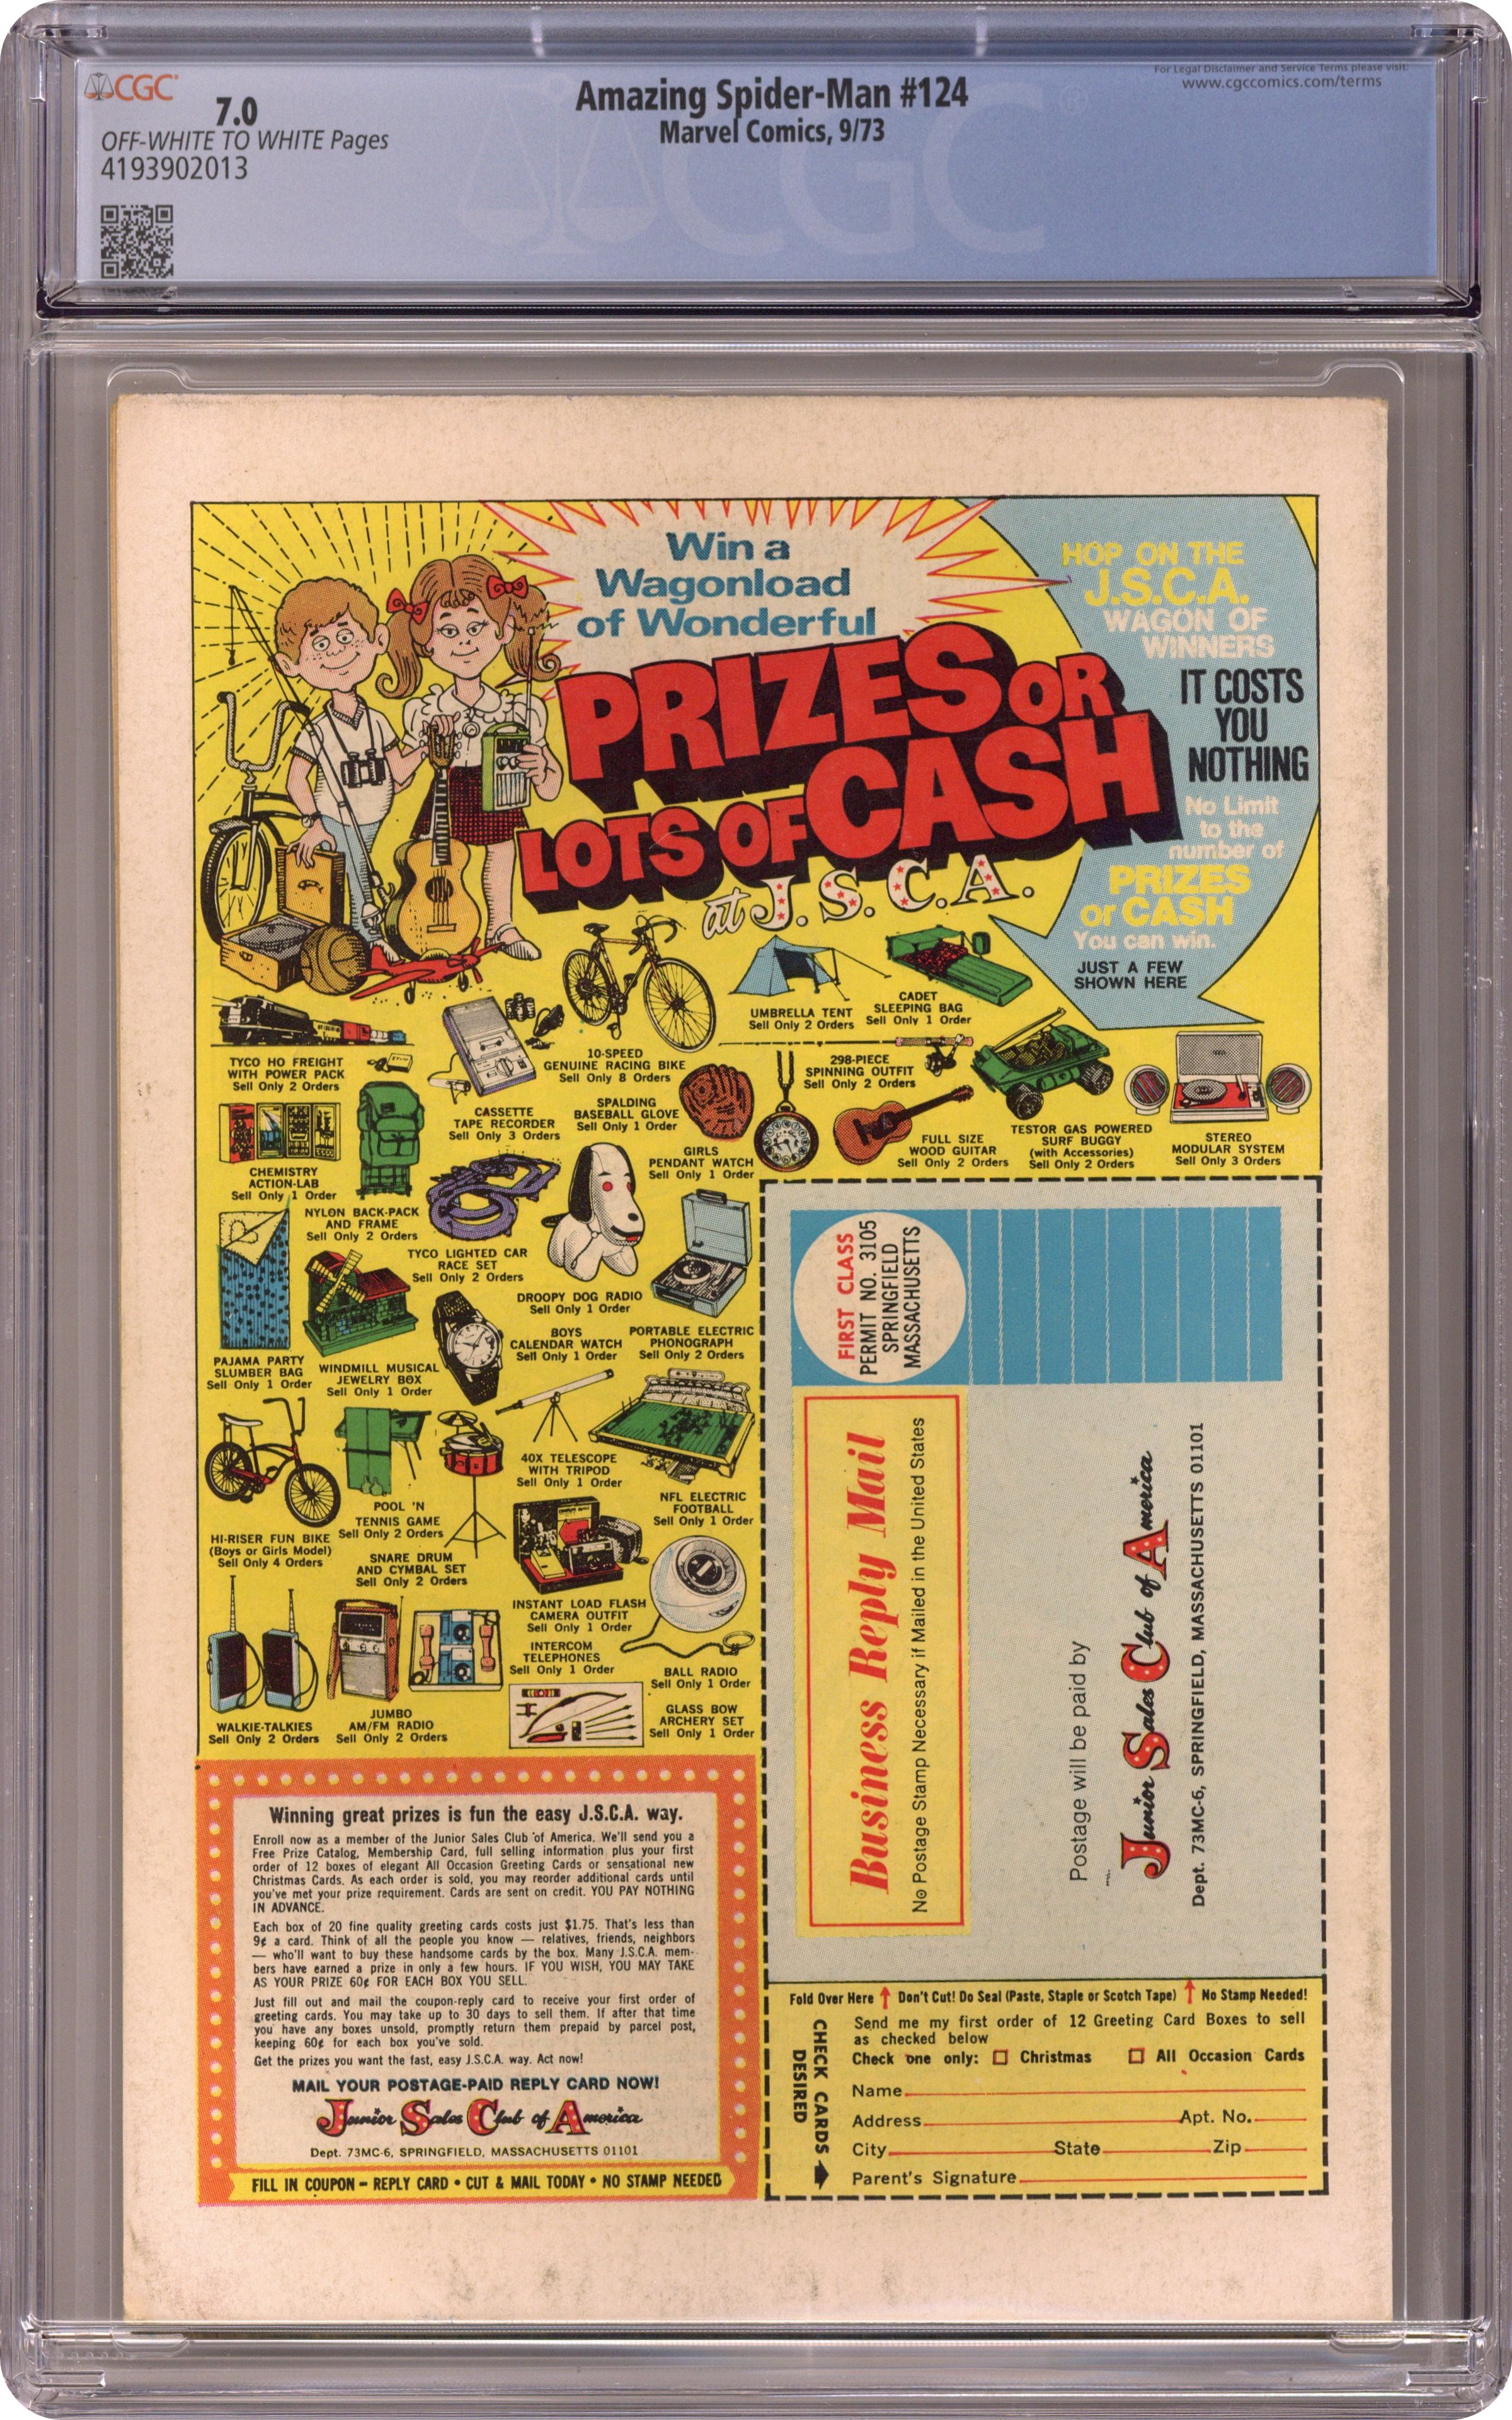 CGC
7.0
OFF-WHITE TO WHITE Pages
4193902013
Amazing Spider-Man #124
Marvel Comics, 9/73
For Legal Disclaimer and Service Terms please visit:
www.cgccomics.com/terms
CGC
Win a
Wagonload
of Wonderful
PRIZES OR
LOTS OF CASH
at J.S.C.A.
HOP ON THE
J.S.C.A.
WAGON OF
WINNERS
IT COSTS
YOU
NOTHING
No Limit
to the
number of
PRIZES
or CASH
You can win.
JUST A FEW
SHOWN HERE
TYCO HO FREIGHT
WITH POWER PACK
Sell Only 2 Orders
CASSETTE
TAPE RECORDER
Sell Only 3 Orders
10-SPEED
GENUINE RACING BIKE
Sell Only 8 Orders
UMBRELLA TENT
Sell Only 2 Orders
CADET
SLEEPING BAG
Sell Only 1 Order
298-PIECE
SPINNING OUTFIT
Sell Only 2 Orders
SPALDING
BASEBALL GLOVE
Sell Only 1 Order
GIRLS
PENDANT WATCH
Sell Only 1 Order
FULL SIZE
WOOD GUITAR
Sell Only 2 Orders
TESTOR GAS POWERED
SURF BUGGY
(with Accessories)
Sell Only 2 Orders
STEREO
MODULAR SYSTEM
Sell Only 3 Orders
CHEMISTRY
ACTION-LAB
Sell Only 1 Order
NYLON BACK-PACK
AND FRAME
Sell Only 2 Orders
TYCO LIGHTED CAR
RACE SET
Sell Only 2 Orders
DROOPY DOG RADIO
Sell Only 1 Order
PAJAMA PARTY
SLUMBER BAG
Sell Only 1 Order
WINDMILL MUSICAL
JEWELRY BOX
Sell Only 1 Order
BOYS
CALENDAR WATCH
Sell Only 1 Order
PORTABLE ELECTRIC
PHONOGRAPH
Sell Only 2 Orders
HI-RISER FUN BIKE
(Boys or Girls Model)
Sell Only 4 Orders
POOL 'N
TENNIS GAME
Sell Only 2 Orders
SNARE DRUM
AND CYMBAL SET
Sell Only 2 Orders
40X TELESCOPE
WITH TRIPOD
Sell Only 1 Order
NFL ELECTRIC
FOOTBALL
Sell Only 1 Order
INSTANT LOAD FLASH
CAMERA OUTFIT
Sell Only 1 Order
INTERCOM
TELEPHONES
Sell Only 1 Order
BALL RADIO
Sell Only 1 Order
WALKIE-TALKIES
Sell Only 2 Orders
JUMBO
AM/FM RADIO
Sell Only 2 Orders
GLASS BOW
ARCHERY SET
Sell Only 1 Order
Winning great prizes is fun the easy J.S.C.A. way.
Enroll now as a member of the Junior Sales Club of America. We'll send you a
Free Prize Catalog, Membership Card, full selling information plus your first
order of 12 boxes of elegant All Occasion Greeting Cards or sensational new
Christmas Cards. As each order is sold, you may reorder additional cards until
you've met your prize requirement. Cards are sent on credit. YOU PAY NOTHING
IN ADVANCE.
Each box of 20 fine quality greeting cards costs just $1.75. That's less than
9¢ a card. Think of all the people you know — relatives, friends, neighbors
— who'll want to buy these handsome cards by the box. Many J.S.C.A. mem-
bers have earned a prize in only a few hours. IF YOU WISH, YOU MAY TAKE
AS YOUR PRIZE 60¢ FOR EACH BOX YOU SELL.
Just fill out and mail the coupon-reply card to receive your first order of
greeting cards. You may take up to 30 days to sell them. If after that time
you have any boxes unsold, promptly return them prepaid by parcel post,
keeping 60¢ for each box you've sold.
Get the prizes you want the fast, easy J.S.C.A. way. Act now!
MAIL YOUR POSTAGE-PAID REPLY CARD NOW!
Junior Sales Club of America
Dept. 73MC-6, SPRINGFIELD, MASSACHUSETTS 01101
FILL IN COUPON – REPLY CARD • CUT & MAIL TODAY • NO STAMP NEEDED
FIRST CLASS
PERMIT NO. 3105
SPRINGFIELD
MASSACHUSETTS
Business Reply Mail
No Postage Stamp Necessary if Mailed in the United States
Postage will be paid by
Junior Sales Club of America
Dept. 73MC-6, SPRINGFIELD, MASSACHUSETTS 01101
Fold Over Here Don't Cut! Do Seal (Paste, Staple or Scotch Tape) No Stamp Needed!
CHECK CARDS
DESIRED
Send me my first order of 12 Greeting Card Boxes to sell
as checked below
Check one only: Christmas All Occasion Cards
Name
Address Apt. No.
City State Zip
Parent's Signature